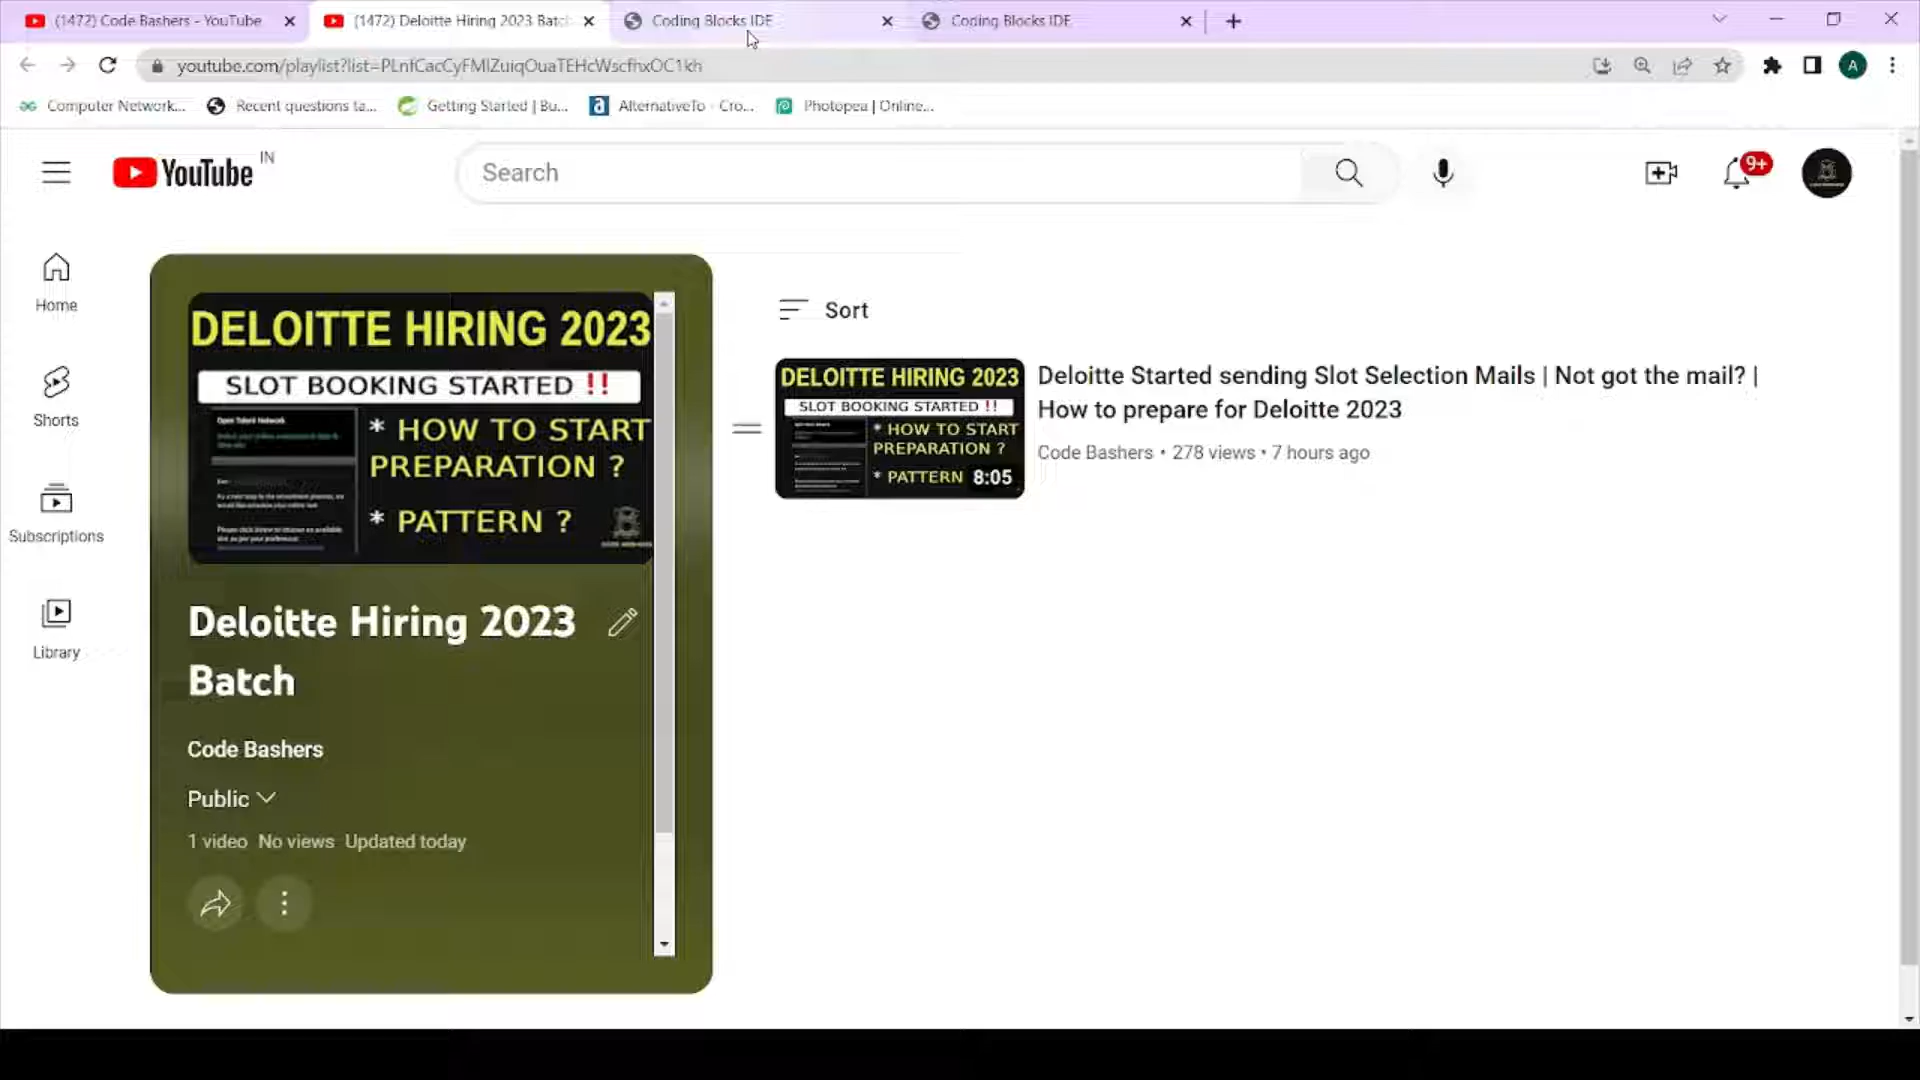 (1472) Code Bashers - YouTube
(1472) Deloitte Hiring 2023 Batc
Coding Blocks IDE
Coding Blocks IDE
youtube.com/playlist?list=PLnfCacCyFMlZuiqOuaTEHcWscfhxOC1kh
A
Computer Network...
Recent questions ta...
Getting Started | Bu...
a
AlternativeTo - Cro...
Photopea | Online...
YouTube IN
Search
9+
Home
Shorts
Subscriptions
Library
DELOITTE HIRING 2023
SLOT BOOKING STARTED !!
Open Talent Network
* HOW TO START
PREPARATION ?
* PATTERN ?
Deloitte Hiring 2023
Batch
Code Bashers
Public
1 video No views Updated today
Sort
DELOITTE HIRING 2023
SLOT BOOKING STARTED !!
* HOW TO START
PREPARATION ?
* PATTERN 8:05
Deloitte Started sending Slot Selection Mails | Not got the mail? |
How to prepare for Deloitte 2023
Code Bashers • 278 views • 7 hours ago